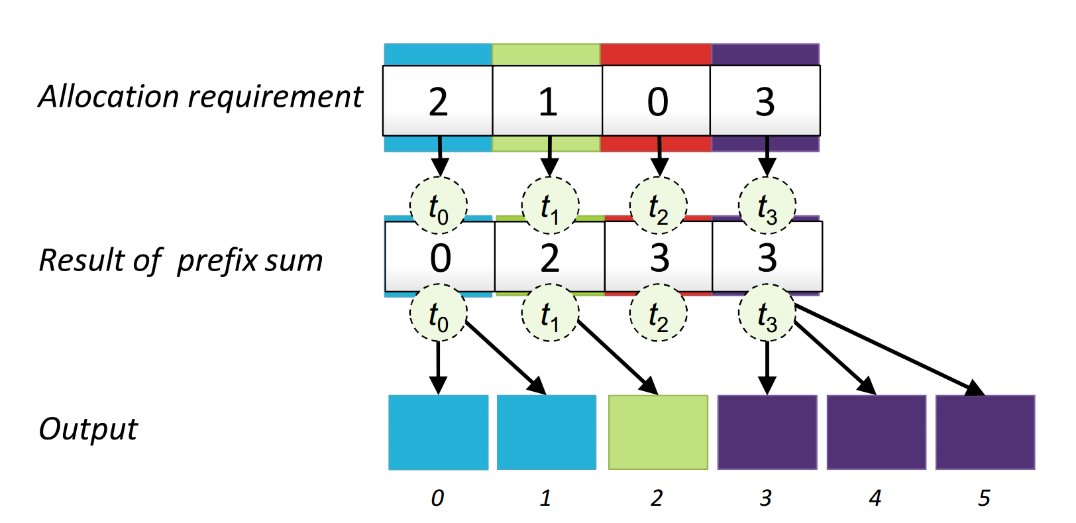 Allocation requirement 2 1 0 3
t0 t1 t2 t3
Result of prefix sum 0 2 3 3
t0 t1 t2 t3
Output
0 1 2 3 4 5